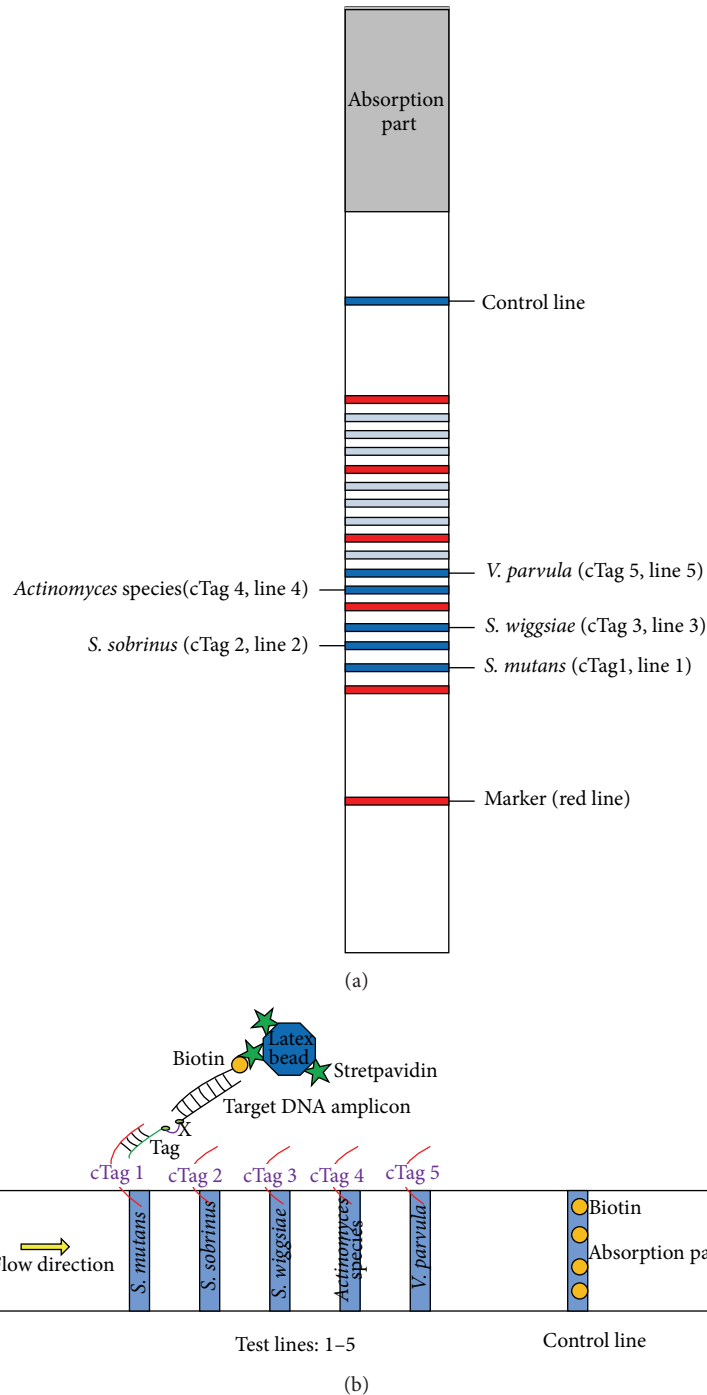 Absorption
part
Control line
V. parvula (cTag 5, line 5)
Actinomyces species(cTag 4, line 4)
S. wiggsiae (cTag 3, line 3)
S. sobrinus (cTag 2, line 2)
S. mutans (cTag1, line 1)
Marker (red line)
(a)
Latex
bead
Biotin
Stretpavidin
Target DNA amplicon
X
Tag
cTag 1
cTag 2
cTag 3
cTag 4
cTag 5
S. mutans
S. sobrinus
S. wiggsiae
Actinomyces
species
V. parvula
Biotin
Absorption pa
low direction
Test lines: 1–5
Control line
(b)